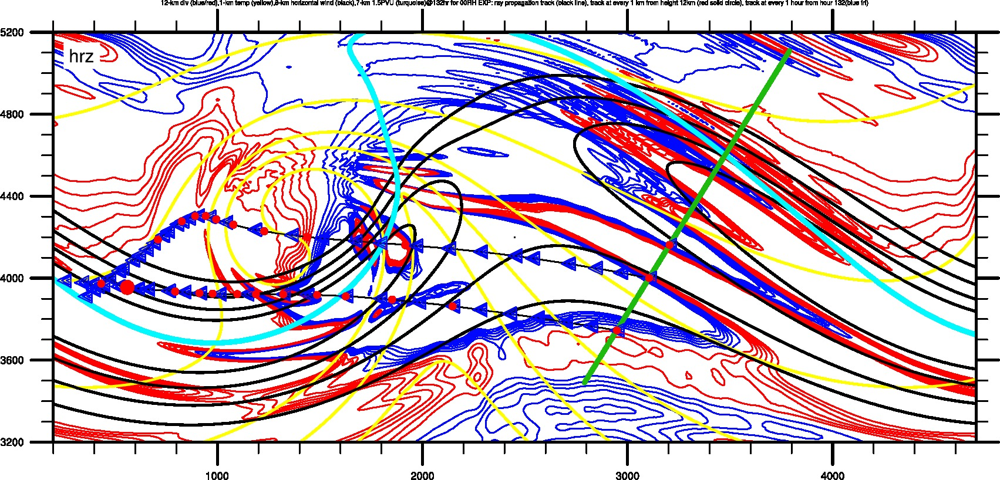 12-km div (blue/red),1-km temp (yellow),8-km horizontal wind (black),7-km 1.5PVU (turquoise)@132hr for 00RH EXP: ray propagation track (black line), track at every 1 km from height 12km (red solid circle), track at every 1 hour from hour 132(blue tri)
5200
hrz
4800
4400
4000
3600
3200
1000 2000 3000 4000